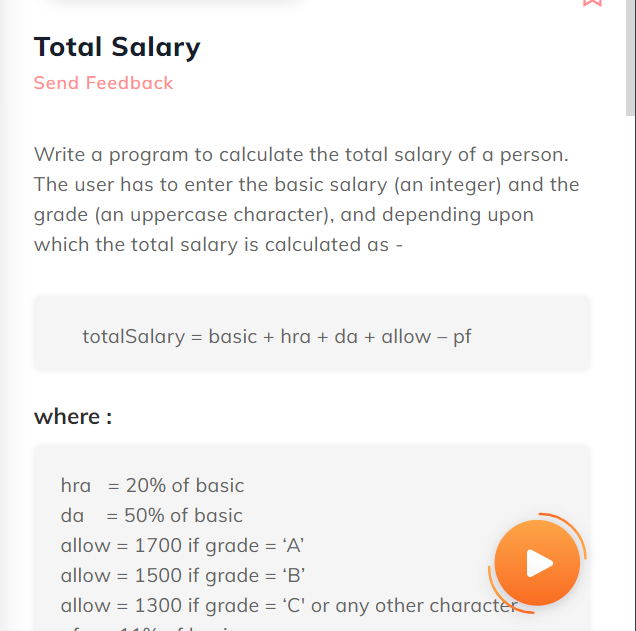 Total Salary
Send Feedback
Write a program to calculate the total salary of a person.
The user has to enter the basic salary (an integer) and the
grade (an uppercase character), and depending upon
which the total salary is calculated as -
totalSalary = basic + hra + da + allow – pf
where :
hra = 20% of basic
da = 50% of basic
allow = 1700 if grade = ‘A’
allow = 1500 if grade = ‘B’
allow = 1300 if grade = ‘C' or any other character